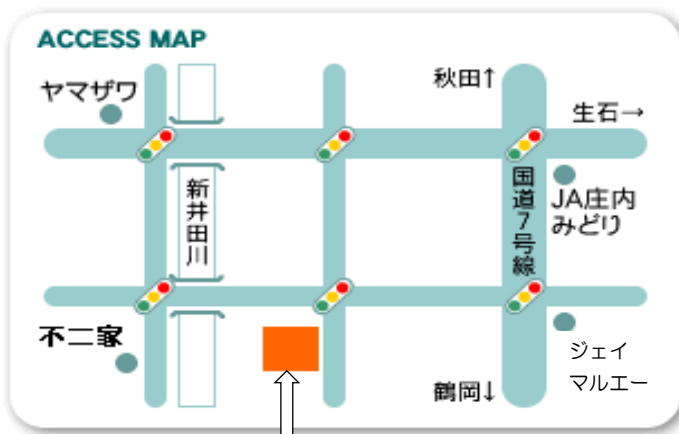 ACCESS MAP
ヤマザワ
秋田↑
生石→
新井田川
国道7号線
JA庄内
みどり
不二家
ジェイ
マルエー
鶴岡↓